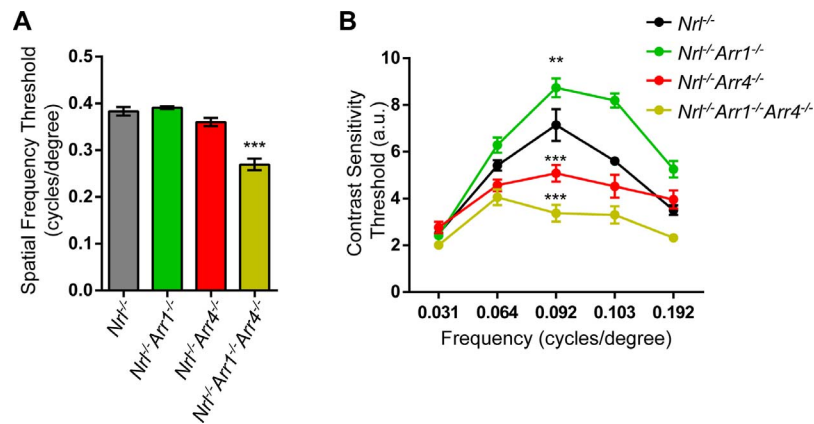 A
Spatial Frequency Threshold
(cycles/degree)
0.5
0.4
0.3
0.2
0.1
0.0
***
Nrl-/-
Nrl-/-Arr1-/-
Nrl-/-Arr4-/-
Nrl-/-Arr1-/-Arr4-/-
B
Nrl-/-
Nrl-/-Arr1-/-
Nrl-/-Arr4-/-
Nrl-/-Arr1-/-Arr4-/-
Contrast Sensitivity
Threshold (a.u.)
10
8
6
4
2
0
**
***
***
0.031 0.064 0.092 0.103 0.192
Frequency (cycles/degree)